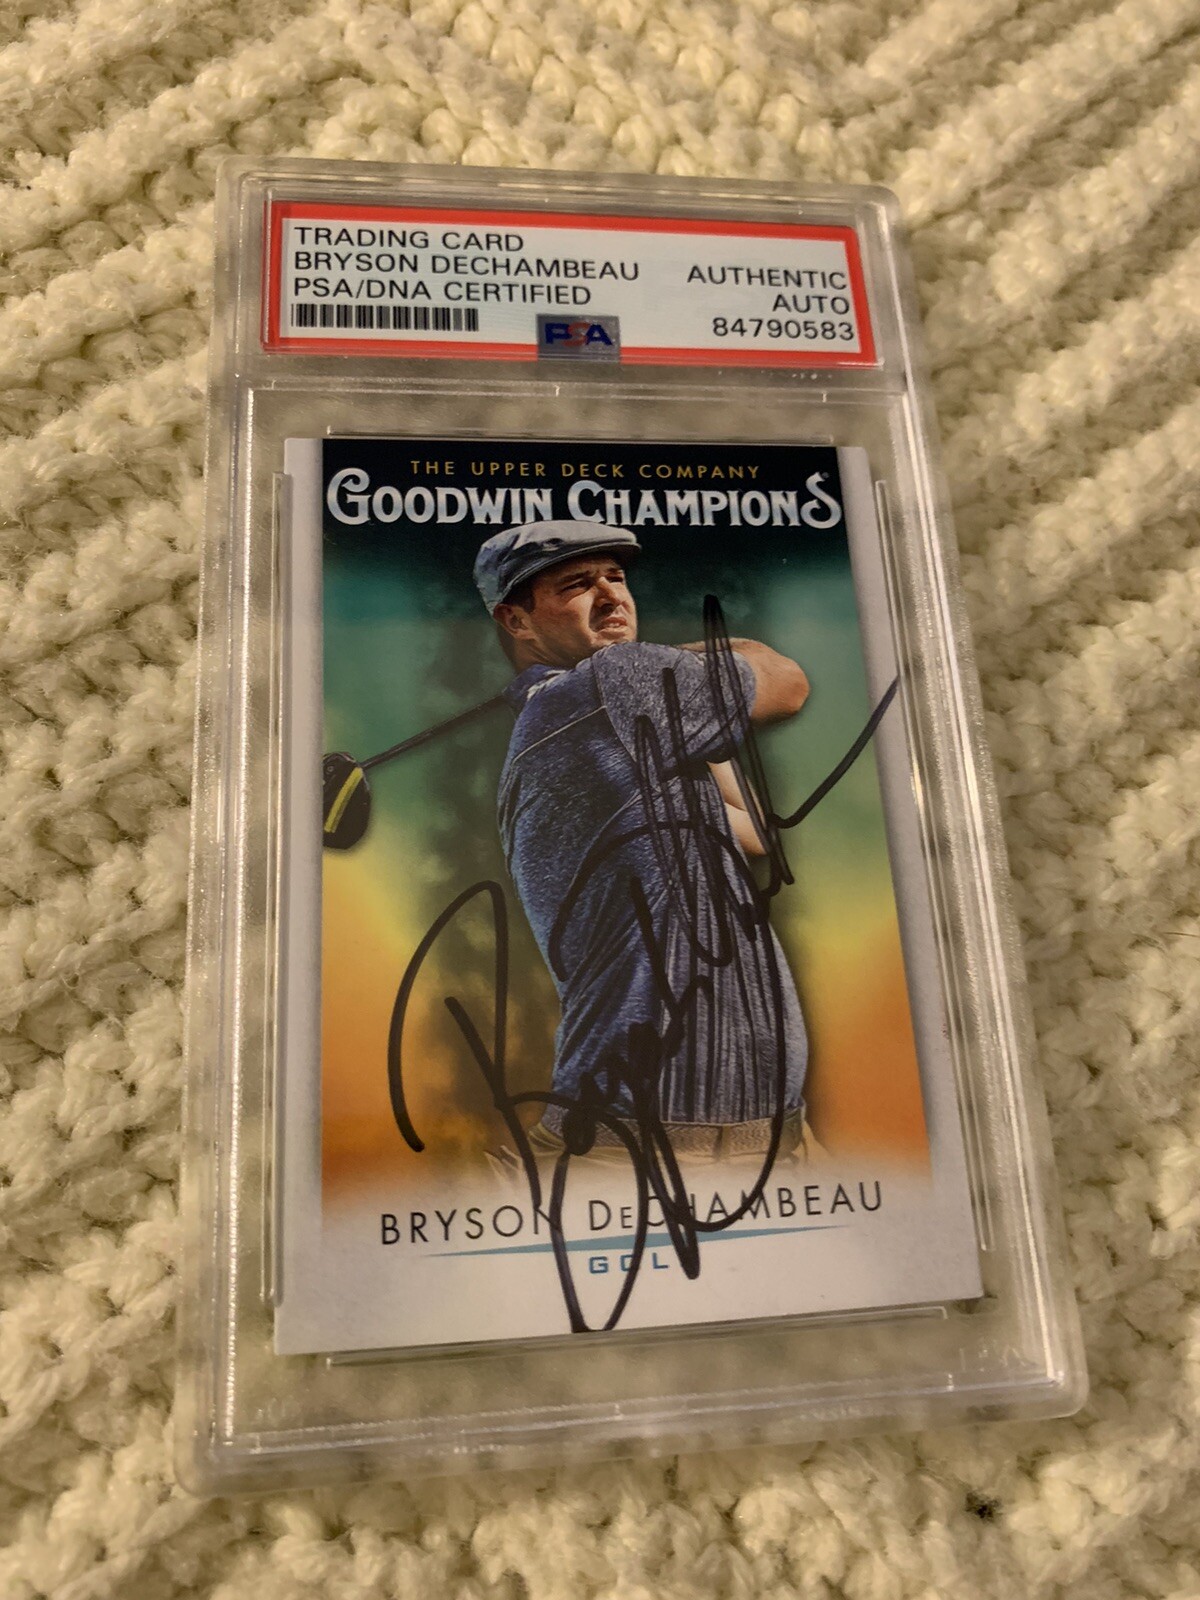 TRADING CARD
BRYSON DECHAMBEAU
PSA/DNA CERTIFIED
AUTHENTIC
AUTO
84790583
PSA
THE UPPER DECK COMPANY
GOODWIN CHAMPIONS
BRYSON DECHAMBEAU
GOL